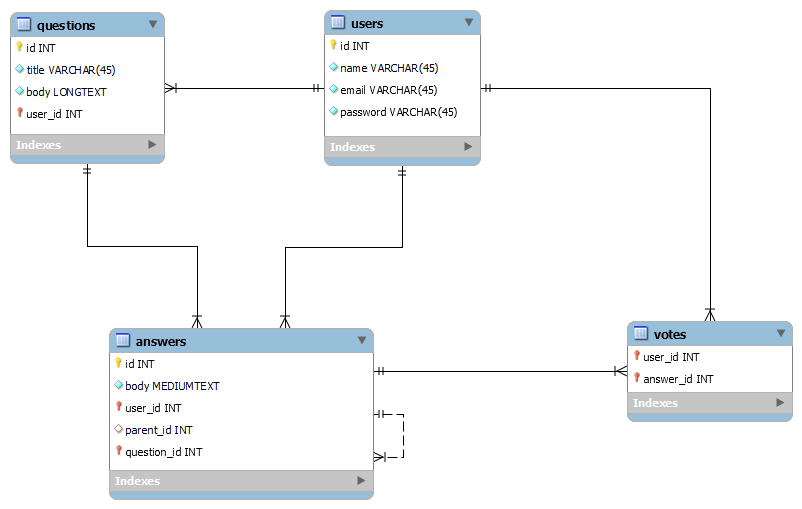 questions
id INT
title VARCHAR(45)
body LONGTEXT
user_id INT
Indexes
users
id INT
name VARCHAR(45)
email VARCHAR(45)
password VARCHAR(45)
Indexes
answers
id INT
body MEDIUMTEXT
user_id INT
parent_id INT
question_id INT
Indexes
votes
user_id INT
answer_id INT
Indexes